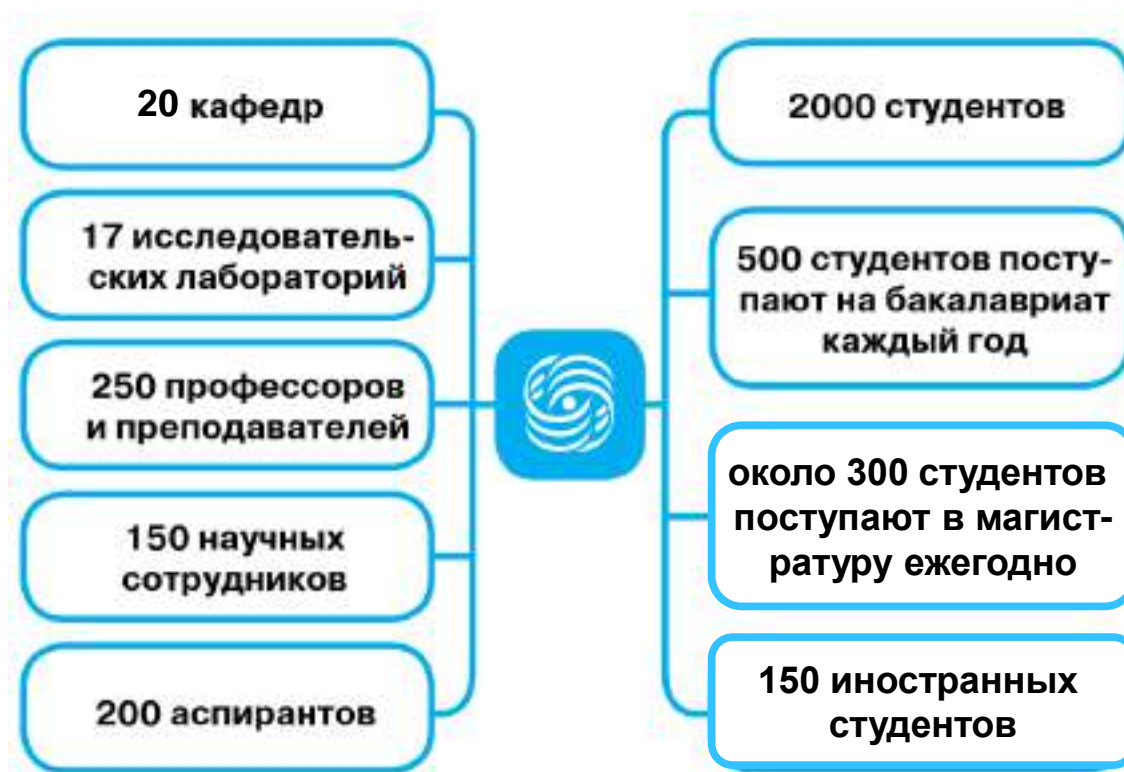 20 кафедр
17 исследователь-
ских лабораторий
250 профессоров
и преподавателей
150 научных
сотрудников
200 аспирантов
2000 студентов
500 студентов посту-
пают на бакалавриат
каждый год
около 300 студентов
поступают в магист-
ратуру ежегодно
150 иностранных
студентов